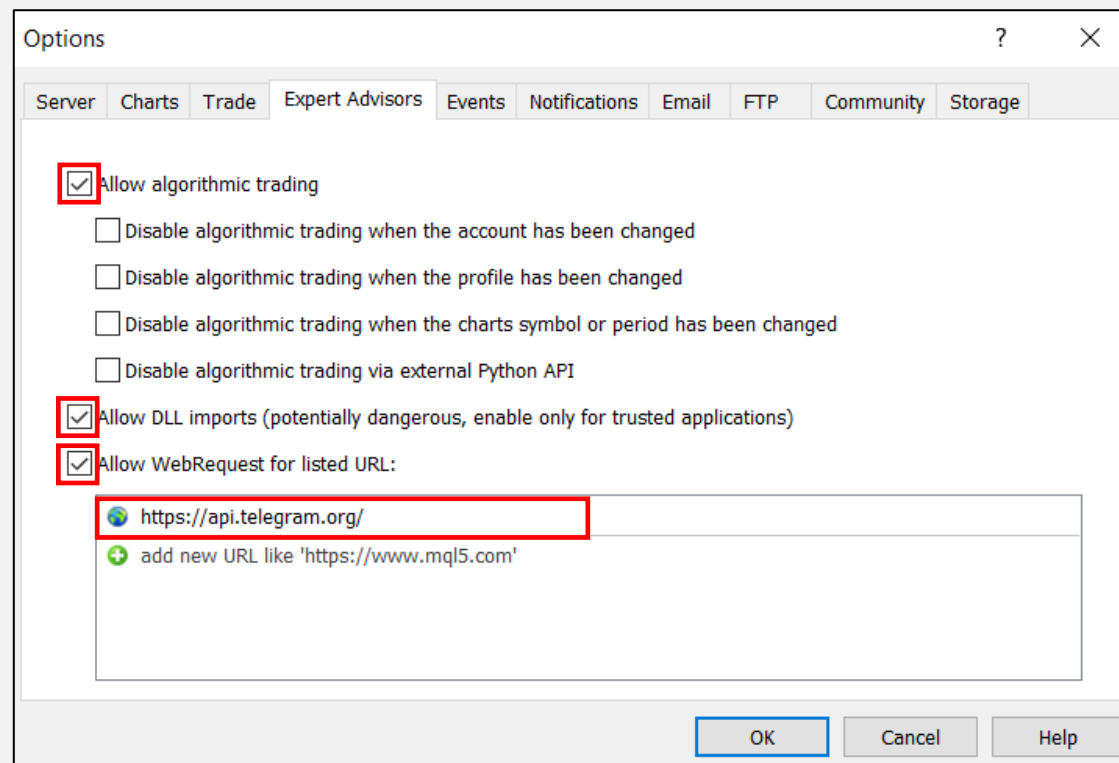 Options ?
Server Charts Trade Expert Advisors Events Notifications Email FTP Community Storage
Allow algorithmic trading
Disable algorithmic trading when the account has been changed
Disable algorithmic trading when the profile has been changed
Disable algorithmic trading when the charts symbol or period has been changed
Disable algorithmic trading via external Python API
Allow DLL imports (potentially dangerous, enable only for trusted applications)
Allow WebRequest for listed URL:
https://api.telegram.org/
add new URL like 'https://www.mql5.com'
OK Cancel Help